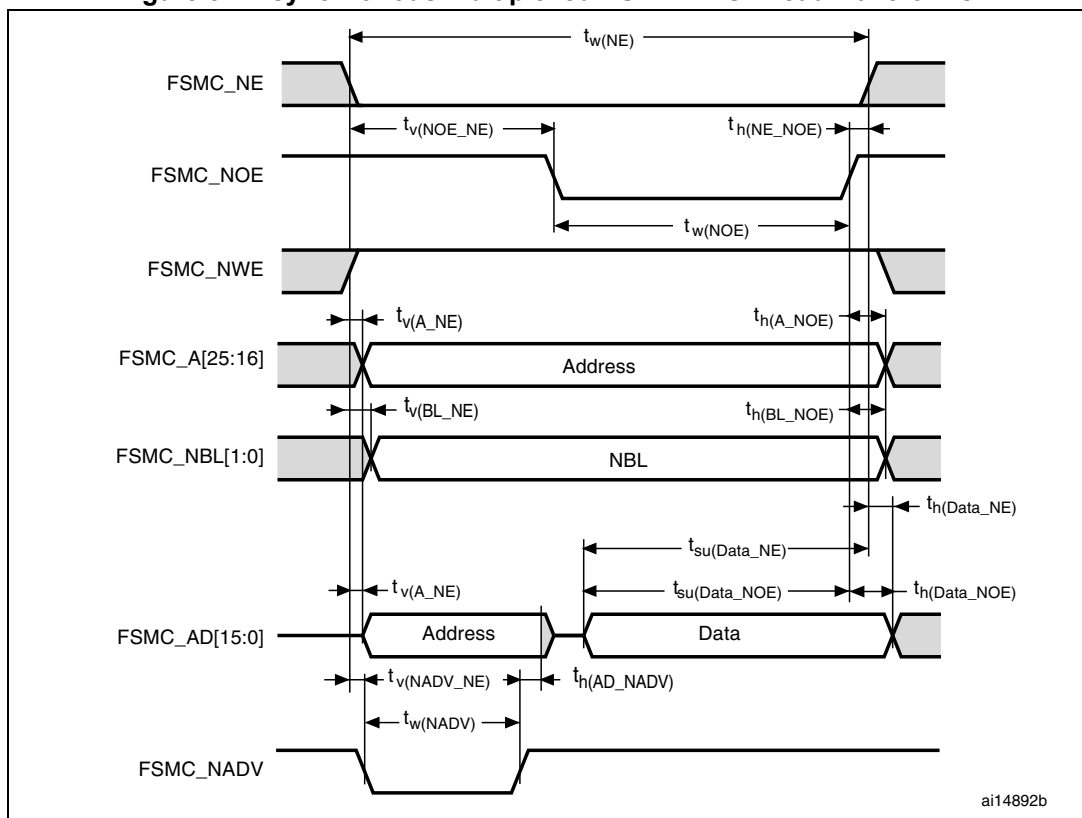 t_w(NE)
FSMC_NE
t_v(NOE_NE)
t_h(NE_NOE)
FSMC_NOE
t_w(NOE)
FSMC_NWE
t_v(A_NE)
t_h(A_NOE)
FSMC_A[25:16]
Address
t_v(BL_NE)
t_h(BL_NOE)
FSMC_NBL[1:0]
NBL
t_h(Data_NE)
t_su(Data_NE)
t_v(A_NE)
t_su(Data_NOE)
t_h(Data_NOE)
FSMC_AD[15:0]
Address
Data
t_v(NADV_NE)
t_h(AD_NADV)
t_w(NADV)
FSMC_NADV
ai14892b